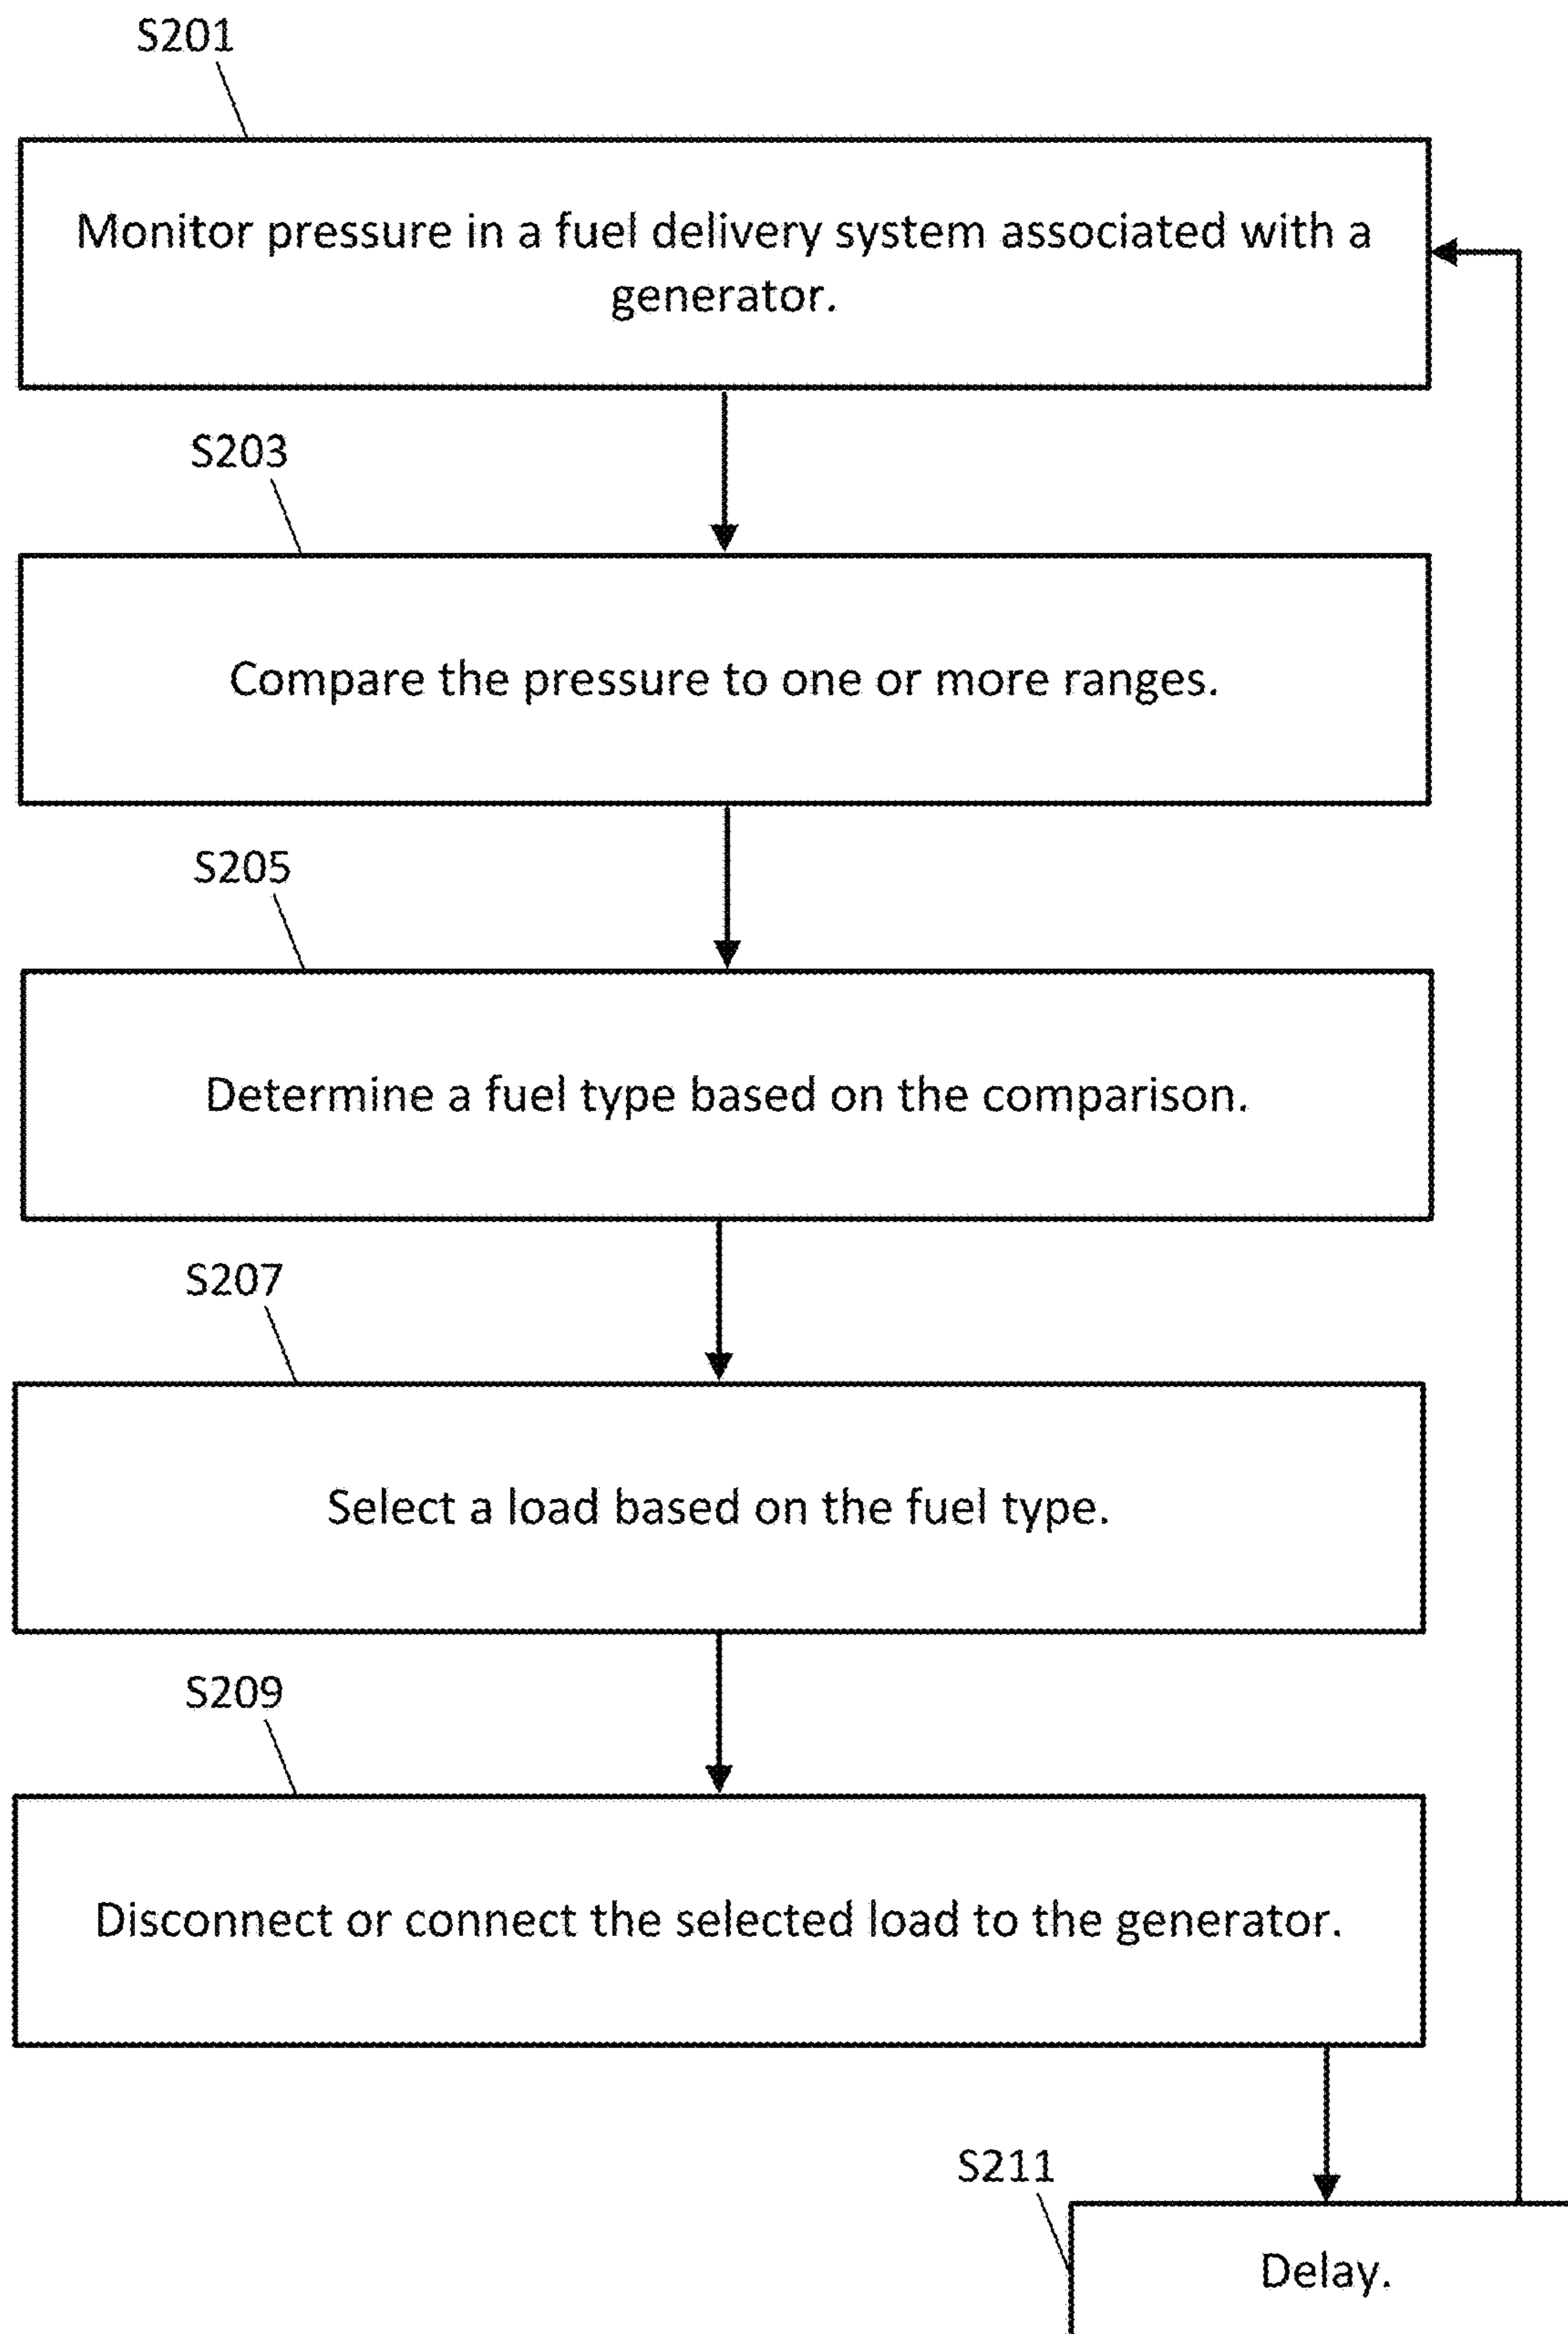 S201
Monitor pressure in a fuel delivery system associated with a
generator.
S203
Compare the pressure to one or more ranges.
S205
Determine a fuel type based on the comparison.
S207
Select a load based on the fuel type.
S209
Disconnect or connect the selected load to the generator.
S211
Delay.